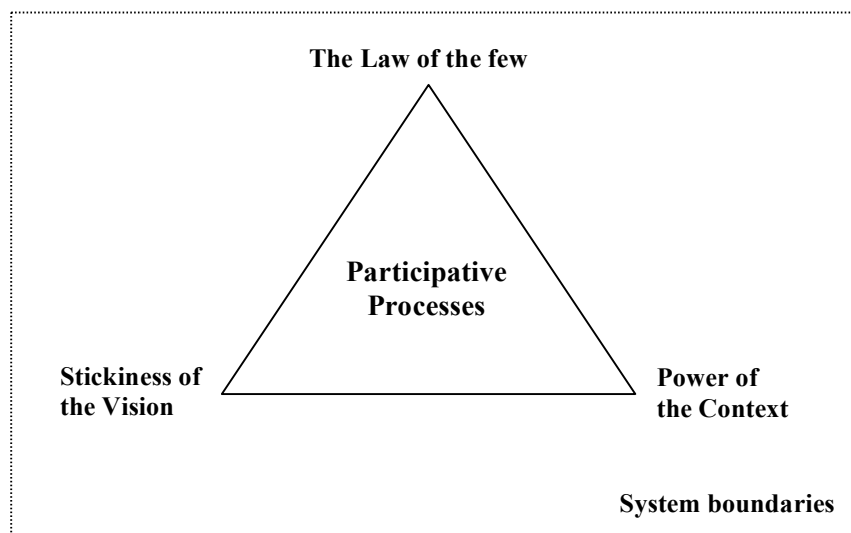 The Law of the few
Participative
Processes
Stickiness of
the Vision
Power of
the Context
System boundaries